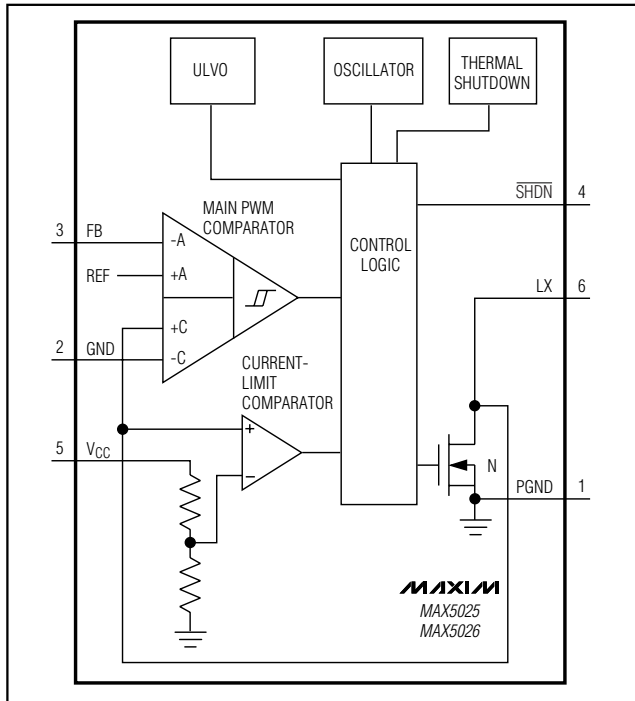 ULVO
OSCILLATOR
THERMAL
SHUTDOWN
SHDN 4
MAIN PWM
COMPARATOR
3 FB
-A
REF
+A
CONTROL
LOGIC
LX 6
+C
2 GND
-C
CURRENT-
LIMIT
COMPARATOR
+
5 VCC
−
N
PGND 1
MAXIM
MAX5025
MAX5026